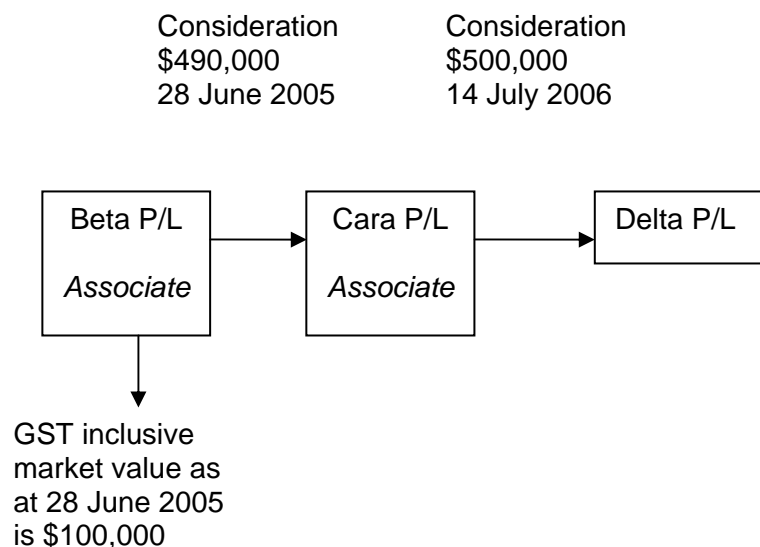 Consideration
$490,000
28 June 2005
Consideration
$500,000
14 July 2006
Beta P/L
Associate
Cara P/L
Associate
Delta P/L
GST inclusive
market value as
at 28 June 2005
is $100,000